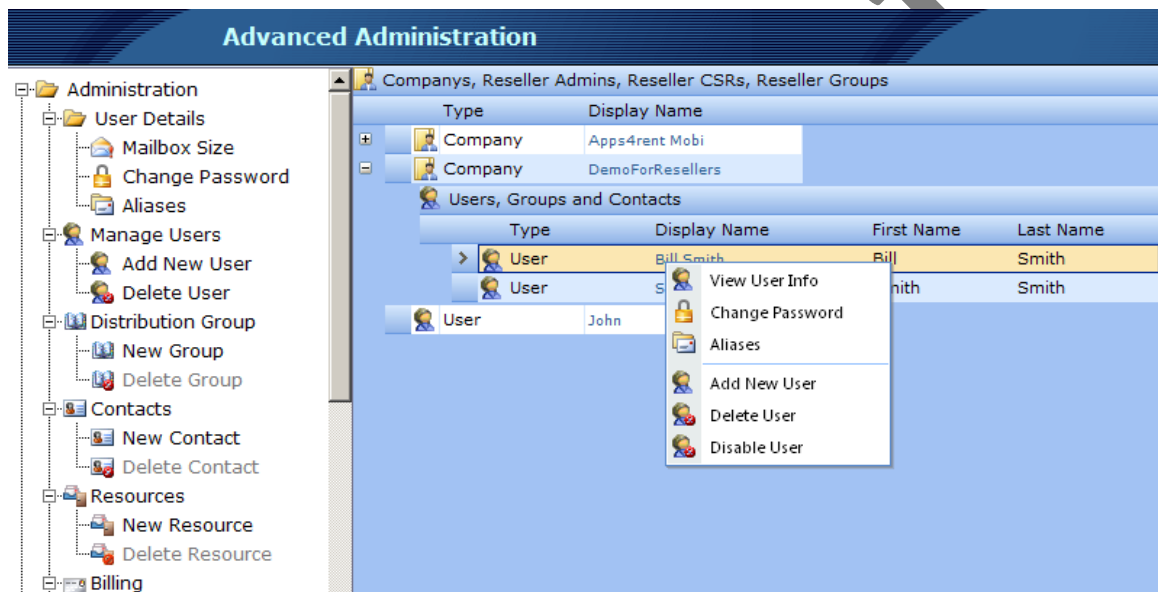 Advanced Administration
Administration
User Details
Mailbox Size
Change Password
Aliases
Manage Users
Add New User
Delete User
Distribution Group
New Group
Delete Group
Contacts
New Contact
Delete Contact
Resources
New Resource
Delete Resource
Billing
Companys, Reseller Admins, Reseller CSRs, Reseller Groups
Type Display Name
Company Apps4rent Mobi
Company DemoForResellers
Users, Groups and Contacts
Type Display Name First Name Last Name
User Bill Smith Bill Smith
User Smith
User John
View User Info
Change Password
Aliases
Add New User
Delete User
Disable User